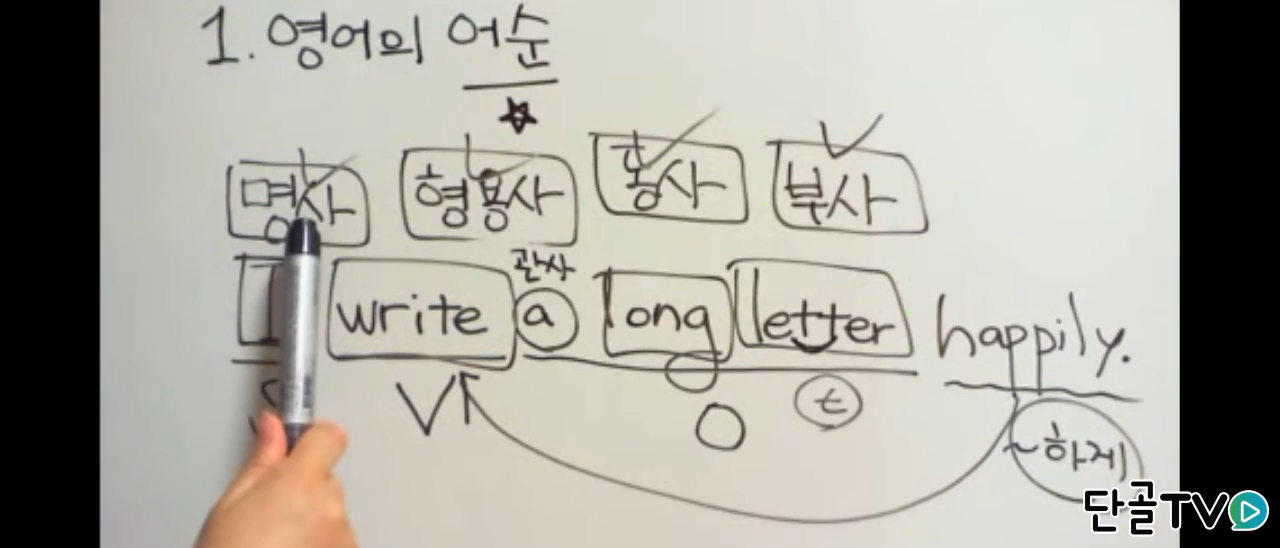 1. 영어의 어순
명사 형용사 동사 부사
관사
I write a long letter happily.
S V O t ~하게
단골TV